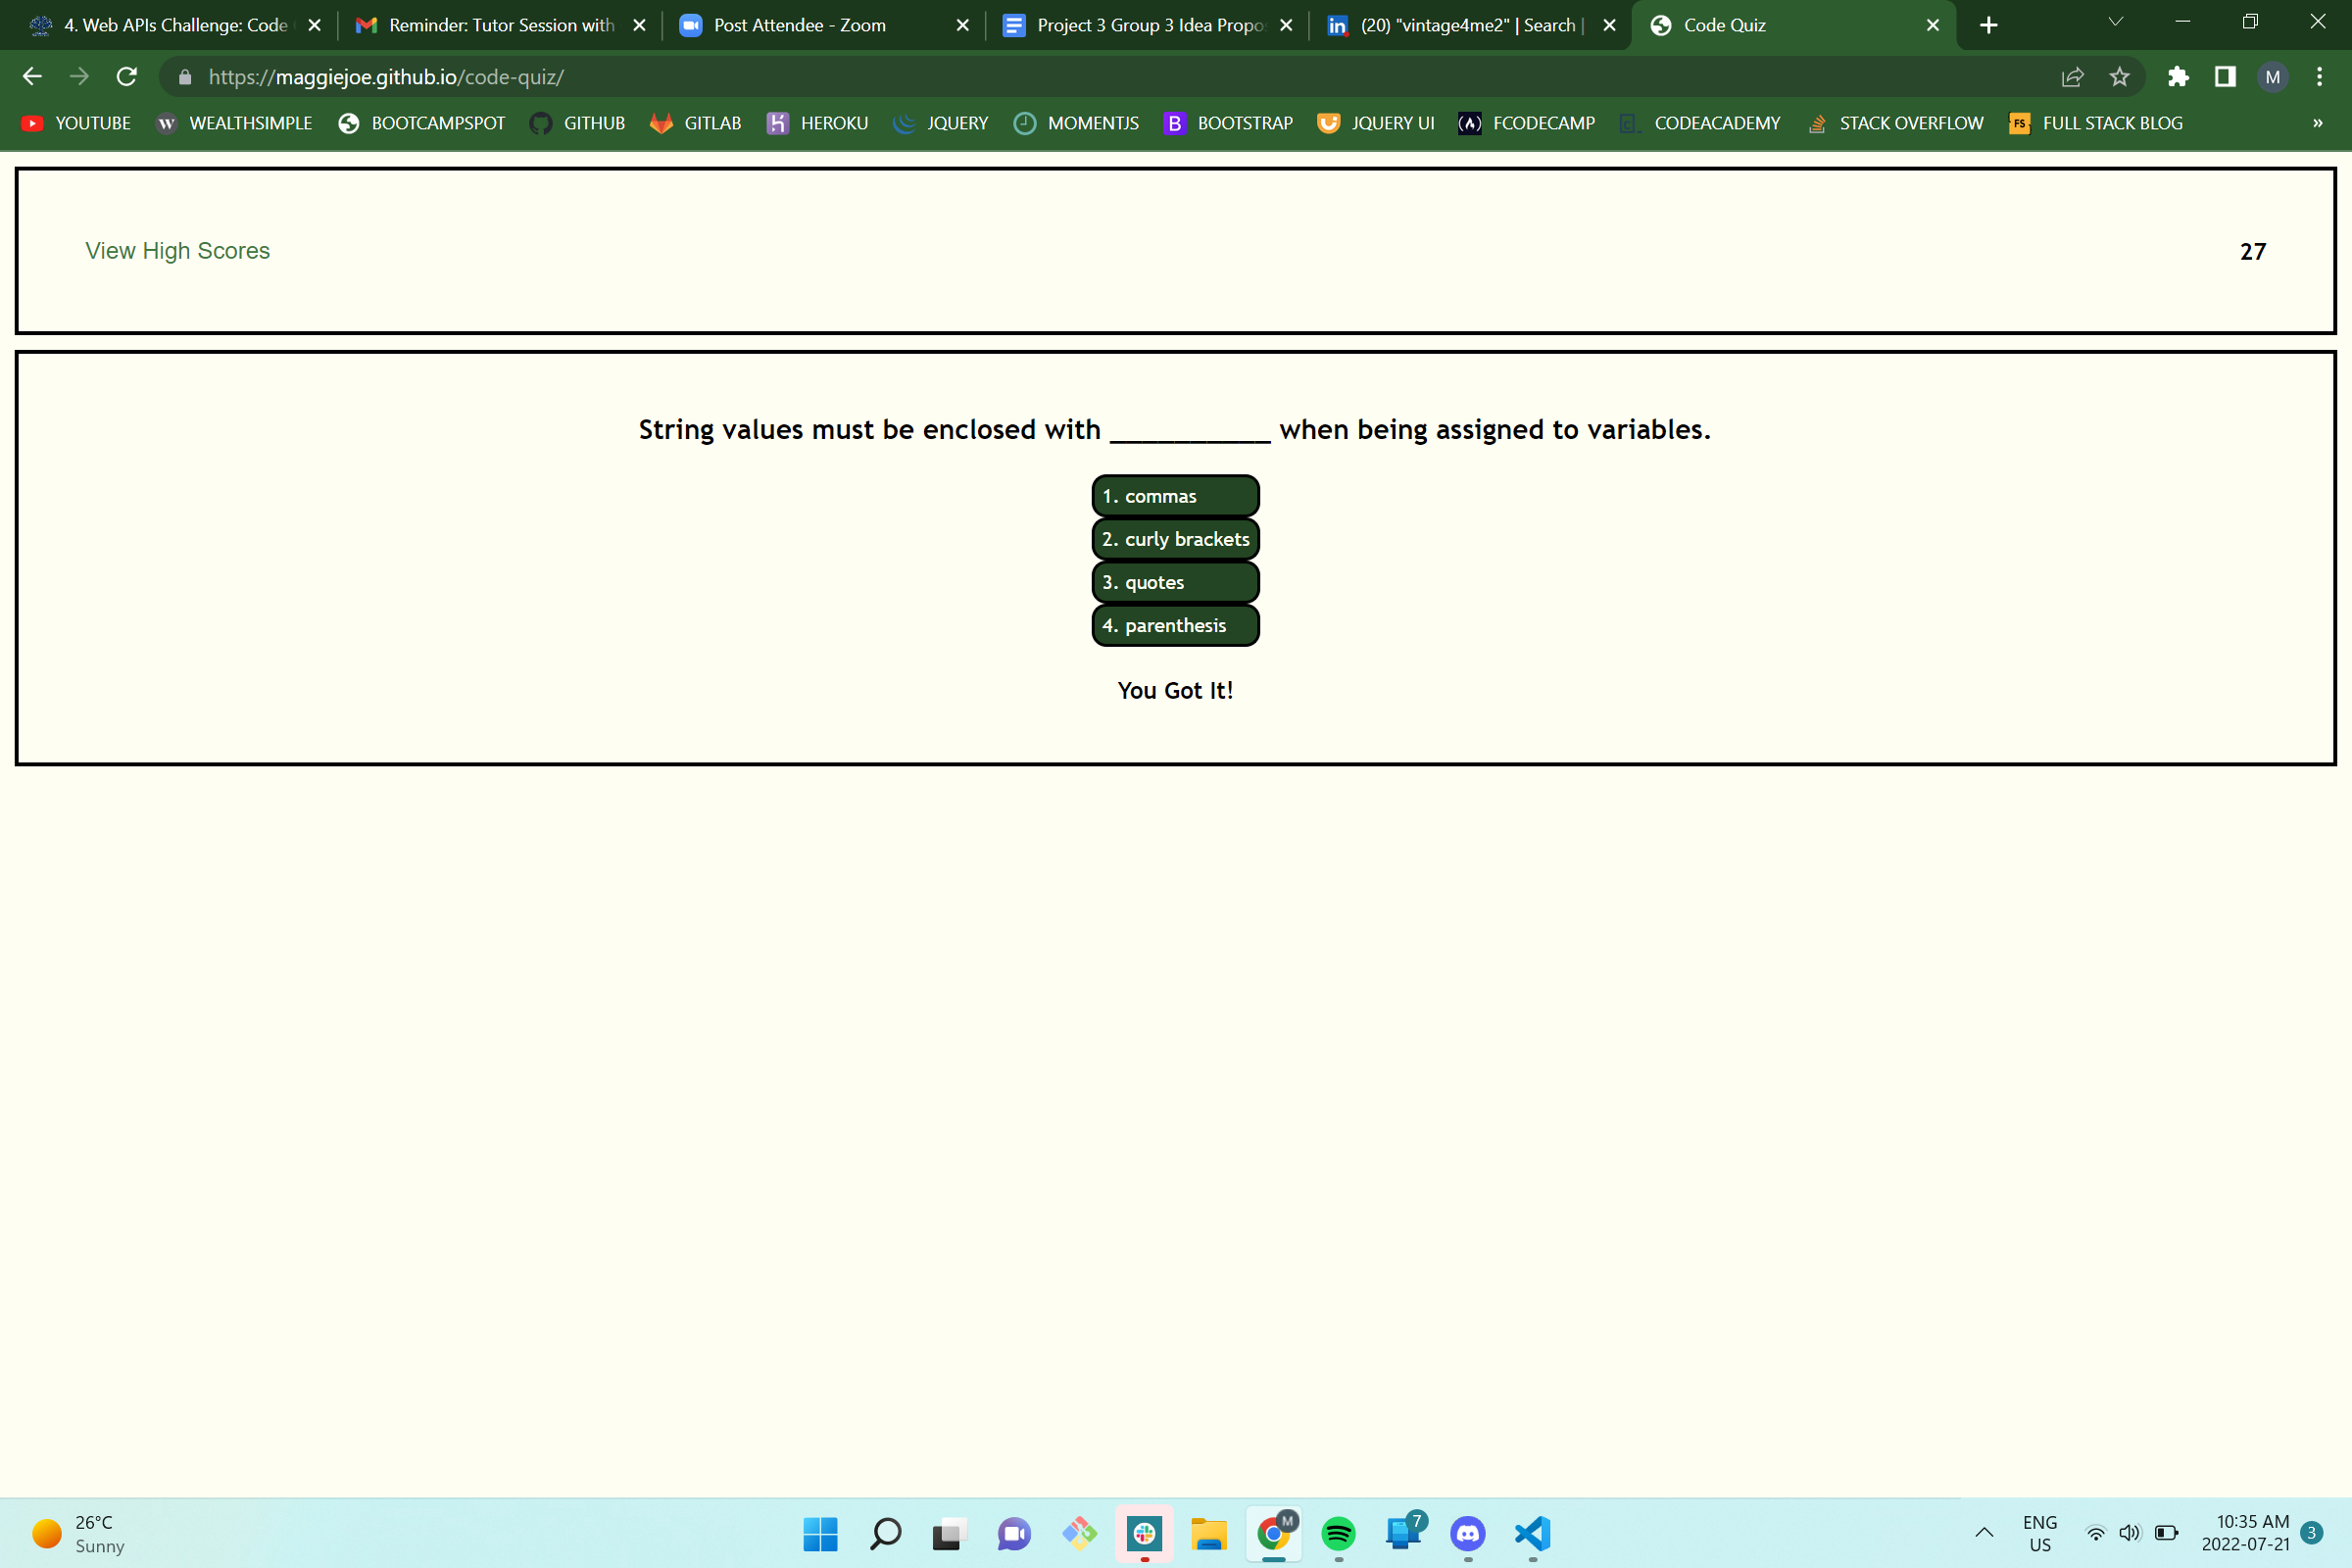 4. Web APIs Challenge: Code
Reminder: Tutor Session with
Post Attendee - Zoom
Project 3 Group 3 Idea Propo
(20) "vintage4me2" | Search |
Code Quiz
https://maggiejoe.github.io/code-quiz/
M
YOUTUBE
WEALTHSIMPLE
BOOTCAMPSPOT
GITHUB
GITLAB
HEROKU
JQUERY
MOMENTJS
BOOTSTRAP
JQUERY UI
FCODECAMP
CODEACADEMY
STACK OVERFLOW
FULL STACK BLOG
»
View High Scores
27
String values must be enclosed with __________ when being assigned to variables.
1. commas
2. curly brackets
3. quotes
4. parenthesis
You Got It!
26°C
Sunny
M
7
ENG
US
10:35 AM
2022-07-21
3